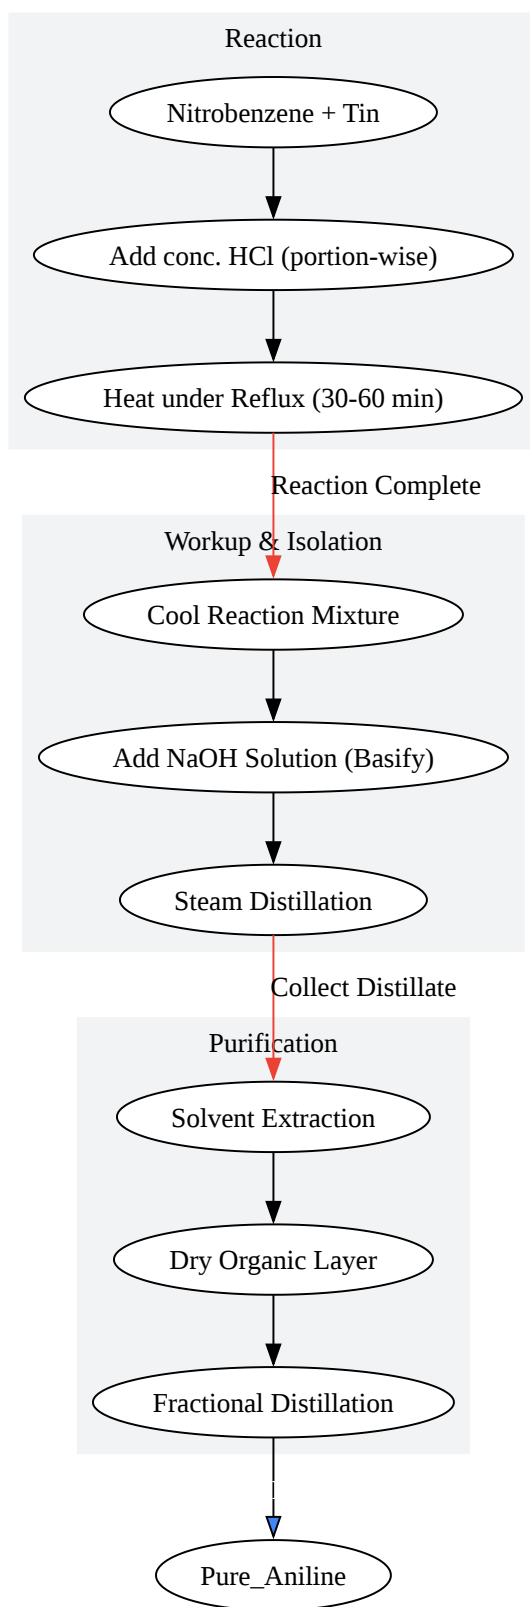 Reaction
Nitrobenzene + Tin
Add conc. HCl (portion-wise)
Heat under Reflux (30-60 min)
Reaction Complete
Workup & Isolation
Cool Reaction Mixture
Add NaOH Solution (Basify)
Steam Distillation
Collect Distillate
Purification
Solvent Extraction
Dry Organic Layer
Fractional Distillation
Pure_Aniline